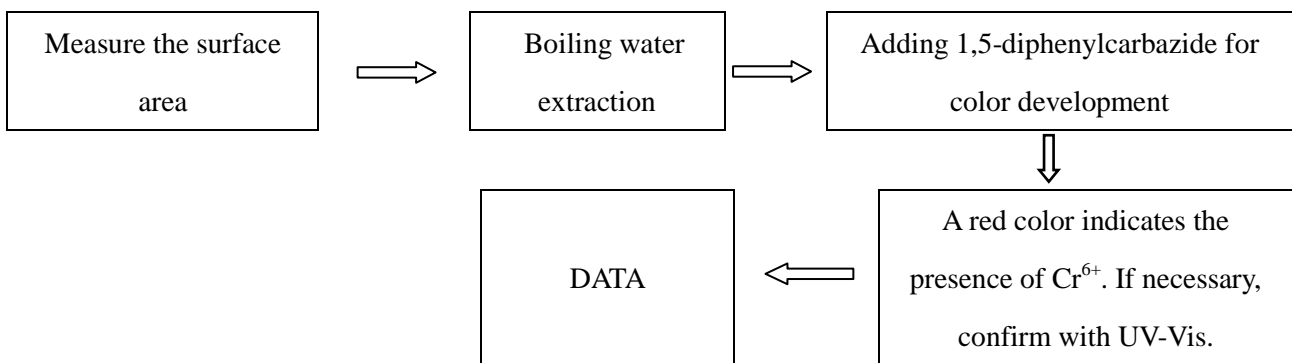 Measure the surface
area
Boiling water
extraction
Adding 1,5-diphenylcarbazide for
color development
A red color indicates the
presence of Cr⁶⁺. If necessary,
confirm with UV-Vis.
DATA